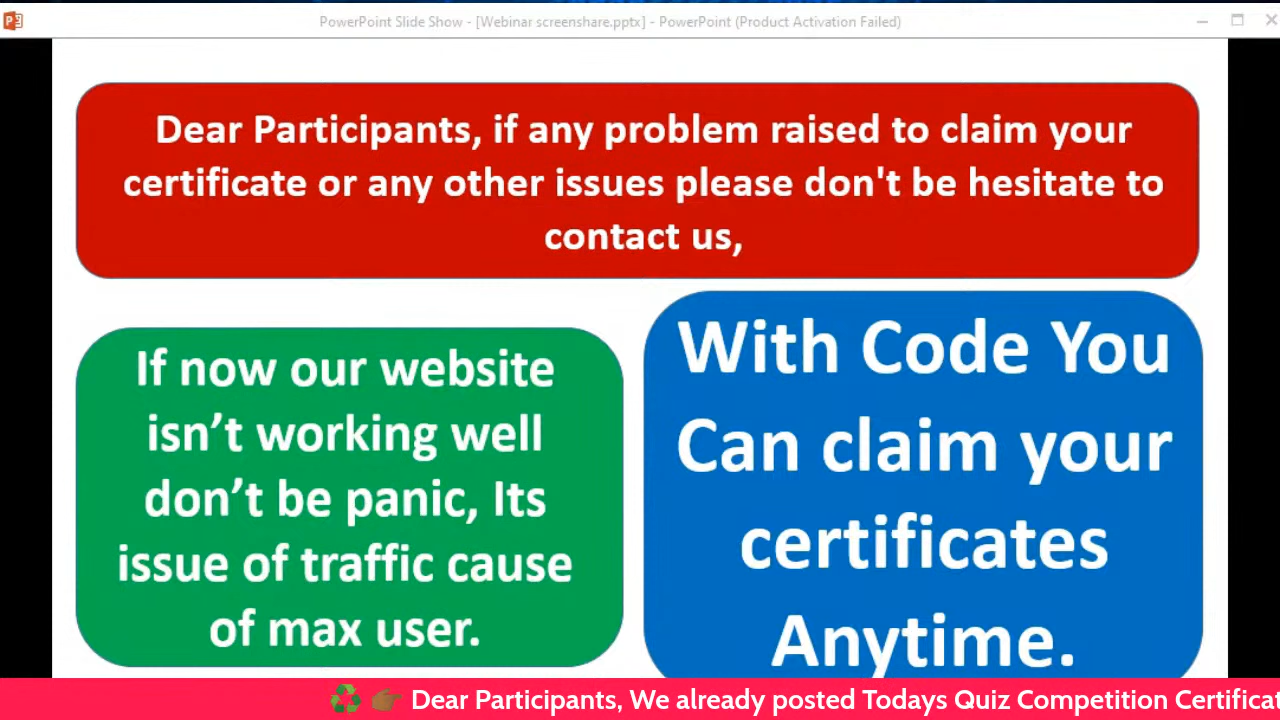 PowerPoint Slide Show - [Webinar screenshare.pptx] - PowerPoint (Product Activation Failed)
Dear Participants, if any problem raised to claim your
certificate or any other issues please don't be hesitate to
contact us,
If now our website
isn’t working well
don’t be panic, Its
issue of traffic cause
of max user.
With Code You
Can claim your
certificates
Anytime.
Dear Participants, We already posted Todays Quiz Competition Certificat